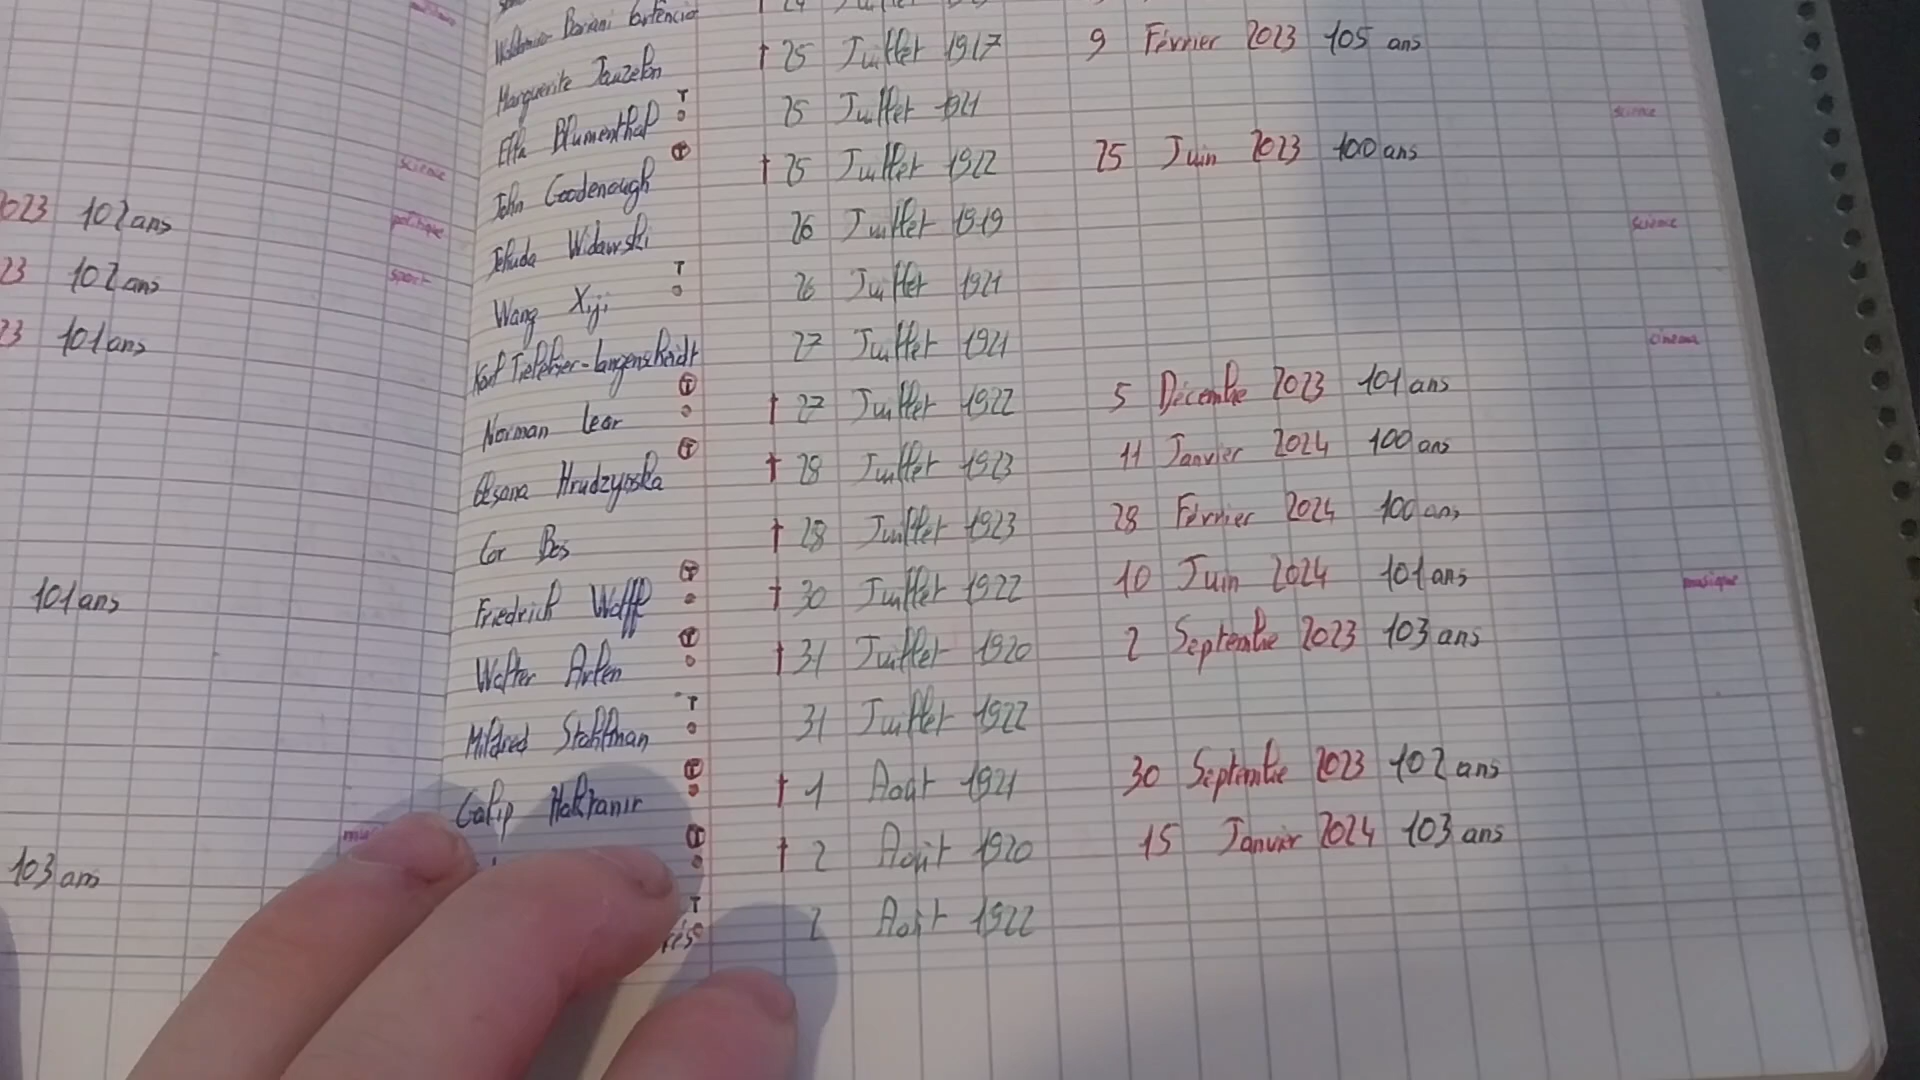 † 25 Juillet 1917 9 Février 2023 105 ans
Marguerite
Ella Blumenthal T 25 Juillet 1921
science
John Goodenough T † 25 Juillet 1922 25 Juin 2023 100 ans
science
2023 102 ans
politique
Jehuda Widawski 26 Juillet 1919
science
23 102 ans
sport
Wang Xiji T 26 Juillet 1921
23 101 ans
27 Juillet 1921
cinéma
Norman Lear T † 27 Juillet 1922 5 Décembre 2023 101 ans
† 28 Juillet 1923 11 Janvier 2024 100 ans
Cor Bos † 28 Juillet 1923 28 Février 2024 100 ans
101 ans
Friedrich Wolff T † 30 Juillet 1922 10 Juin 2024 101 ans
musique
Walter Arlen T † 31 Juillet 1920 2 Septembre 2023 103 ans
Mildred Stahlman T 31 Juillet 1922
Galip Haktanir T † 1 Août 1921 30 Septembre 2023 102 ans
103 ans
T † 2 Août 1920 15 Janvier 2024 103 ans
T 2 Août 1922